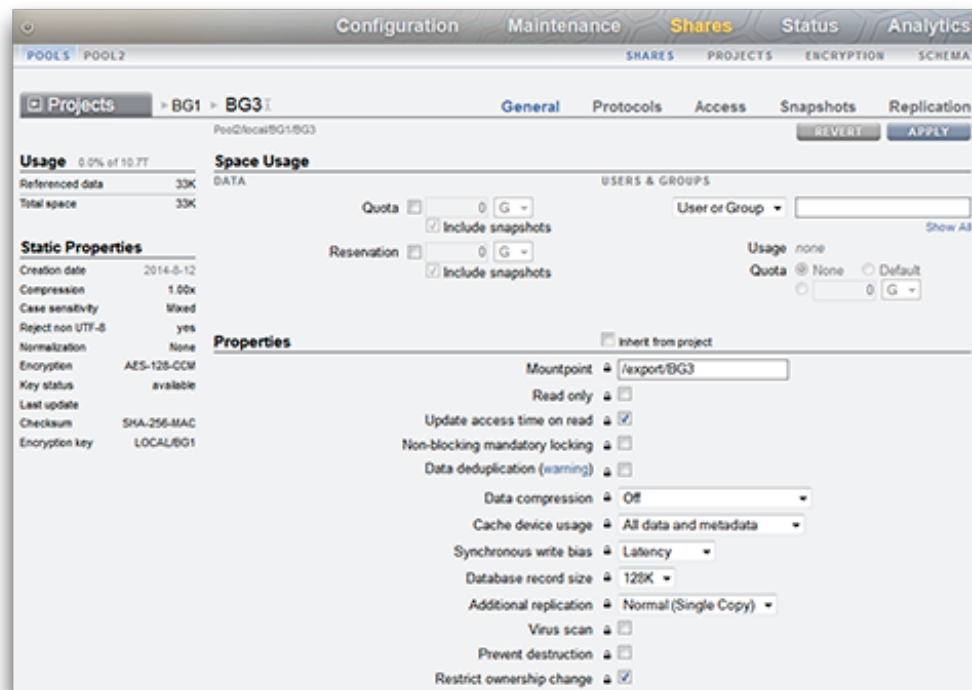 Configuration Maintenance Shares Status Analytics
POOLS POOL2 SHARES PROJECTS ENCRYPTION SCHEMA
Projects BG1 BG3 General Protocols Access Snapshots Replication
Pool2/local/BG1/BG3 REVERT APPLY
Usage 0.0% of 10.7T Space Usage
Referenced data 33K DATA USERS & GROUPS
Total space 33K Quota 0 G User or Group
Include snapshots Show All
Static Properties Reservation 0 G Usage none
Creation date 2014-8-12 Include snapshots Quota None Default
Compression 1.00x 0 G
Case sensitivity Mixed
Reject non UTF-8 yes
Normalization None Properties Inherit from project
Encryption AES-128-CCM Mountpoint /export/BG3
Key status available Read only
Last update
Checksum SHA-256-MAC Update access time on read
Encryption key LOCAL/BG1 Non-blocking mandatory locking
Data deduplication (warning)
Data compression Off
Cache device usage All data and metadata
Synchronous write bias Latency
Database record size 128K
Additional replication Normal (Single Copy)
Virus scan
Prevent destruction
Restrict ownership change